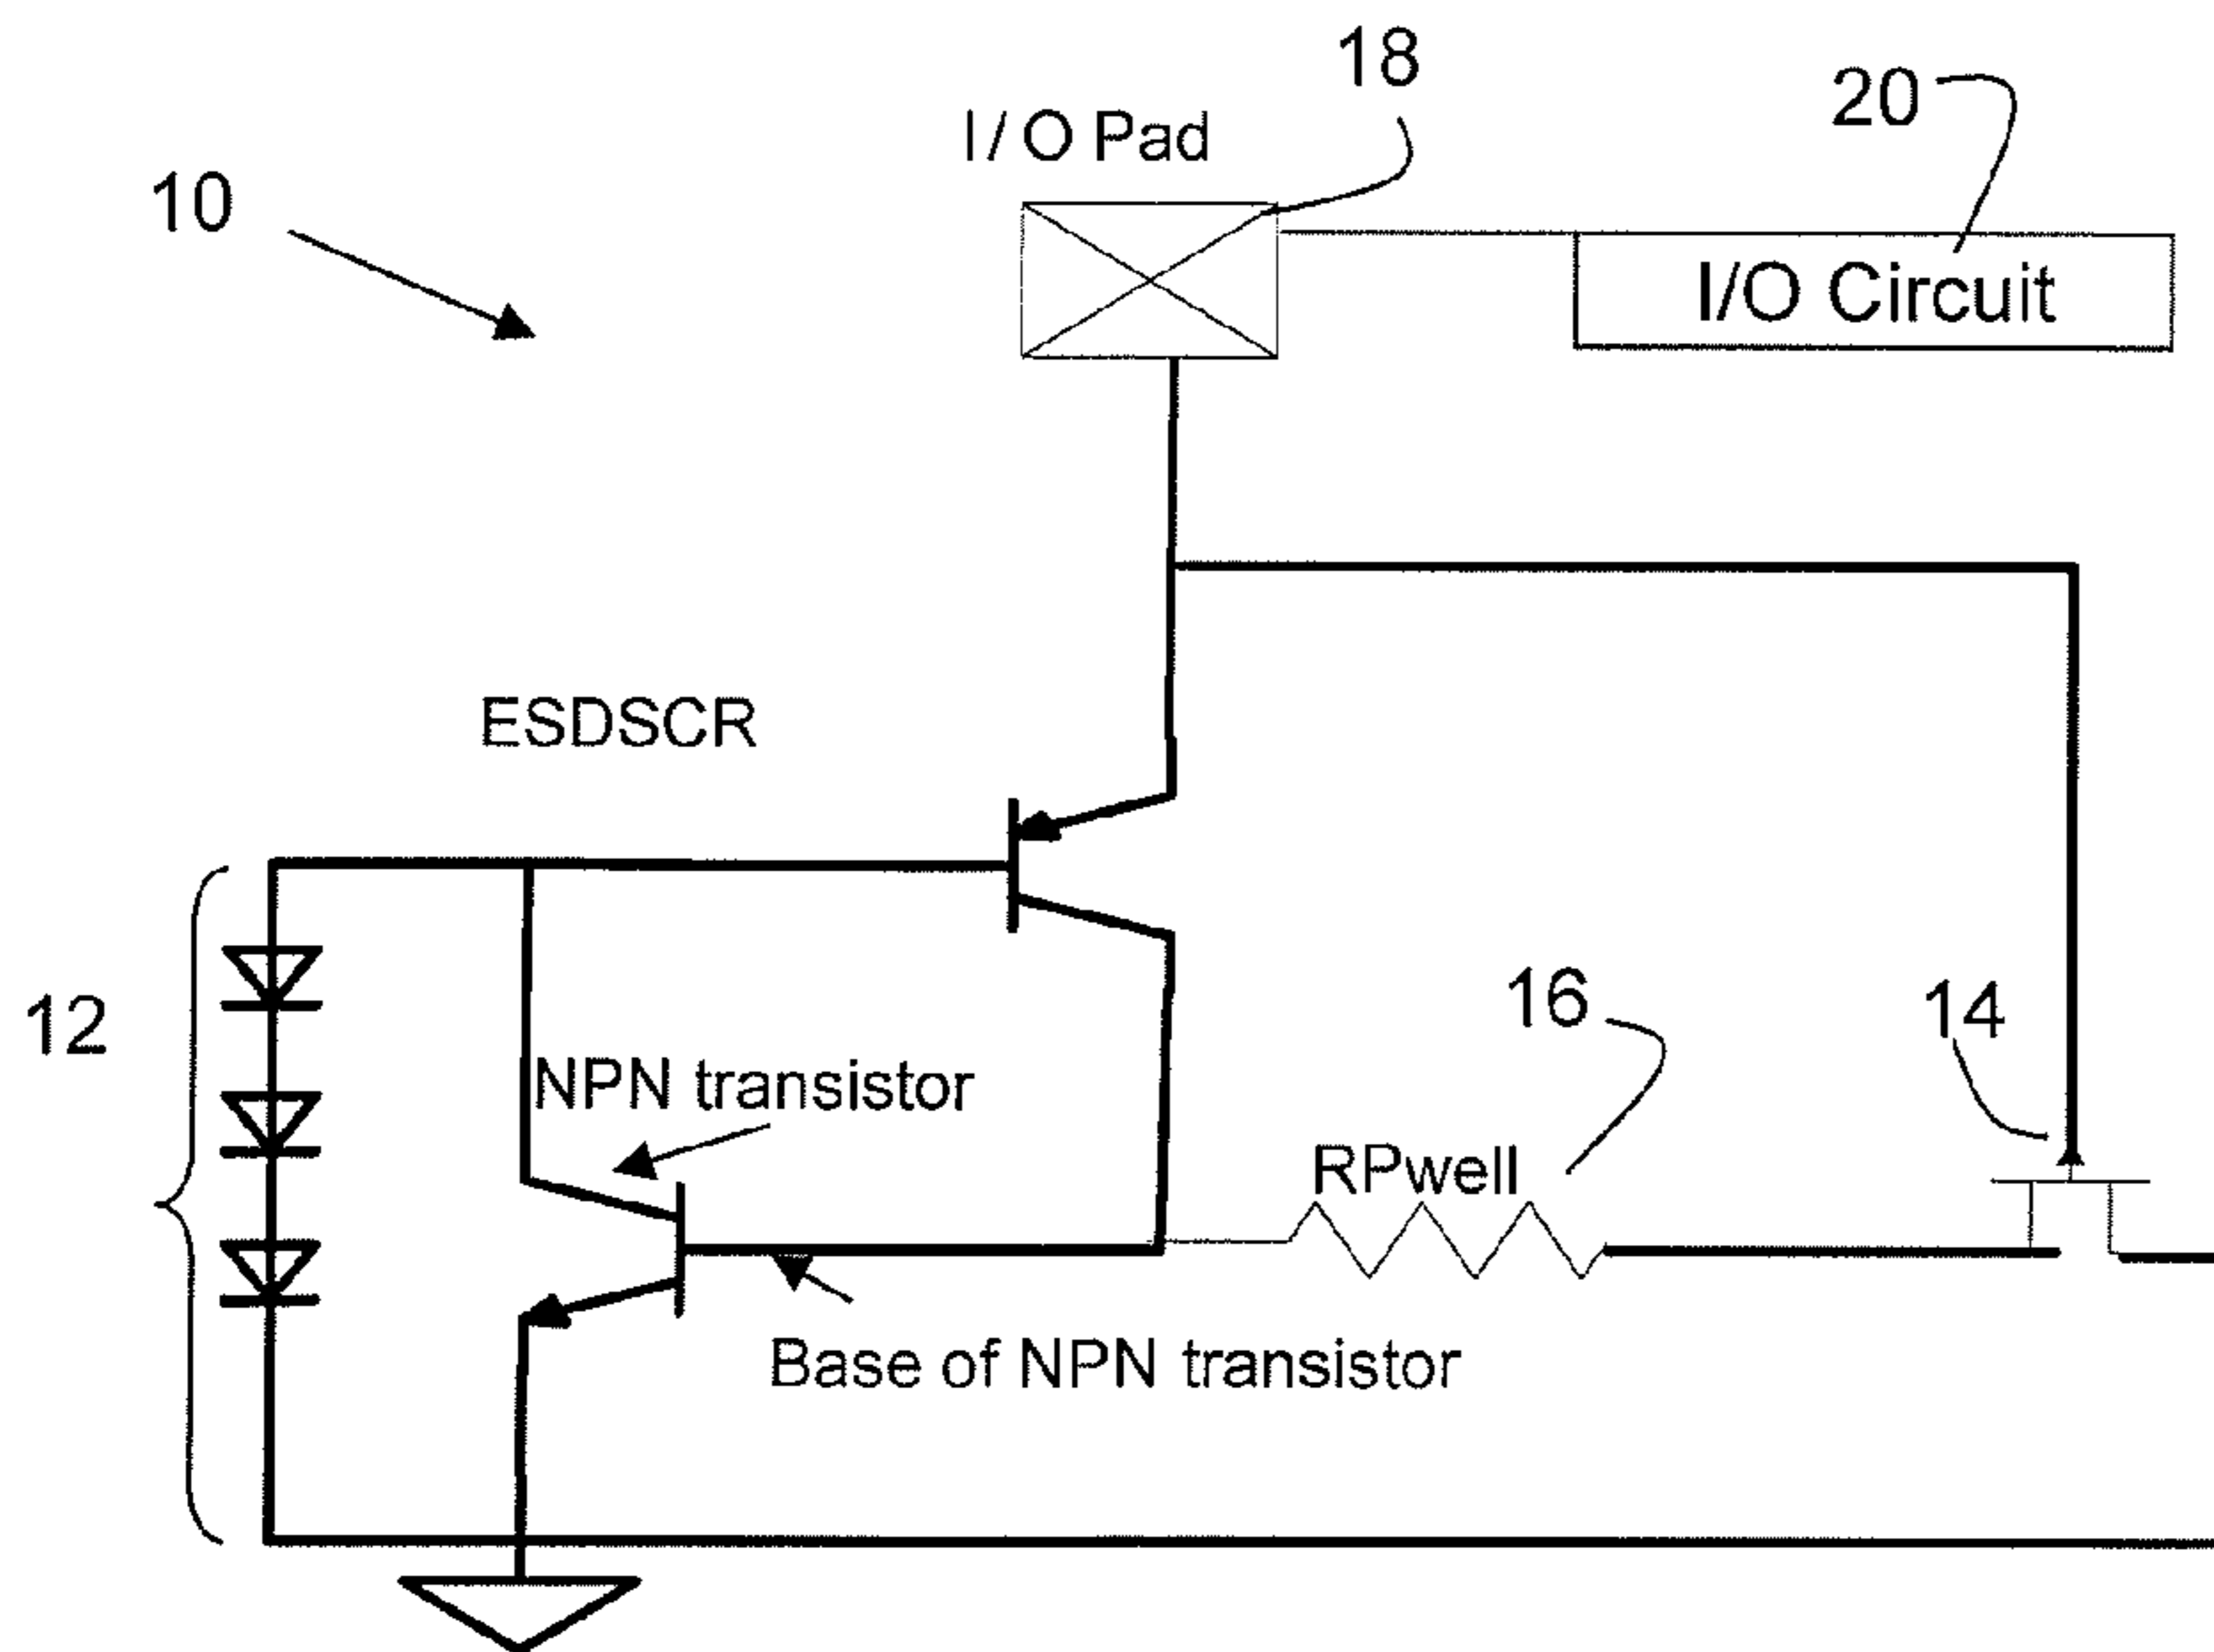 18
20
I/O Pad
10
I/O Circuit
ESDSCR
16
14
12
NPN transistor
RPwell
Base of NPN transistor